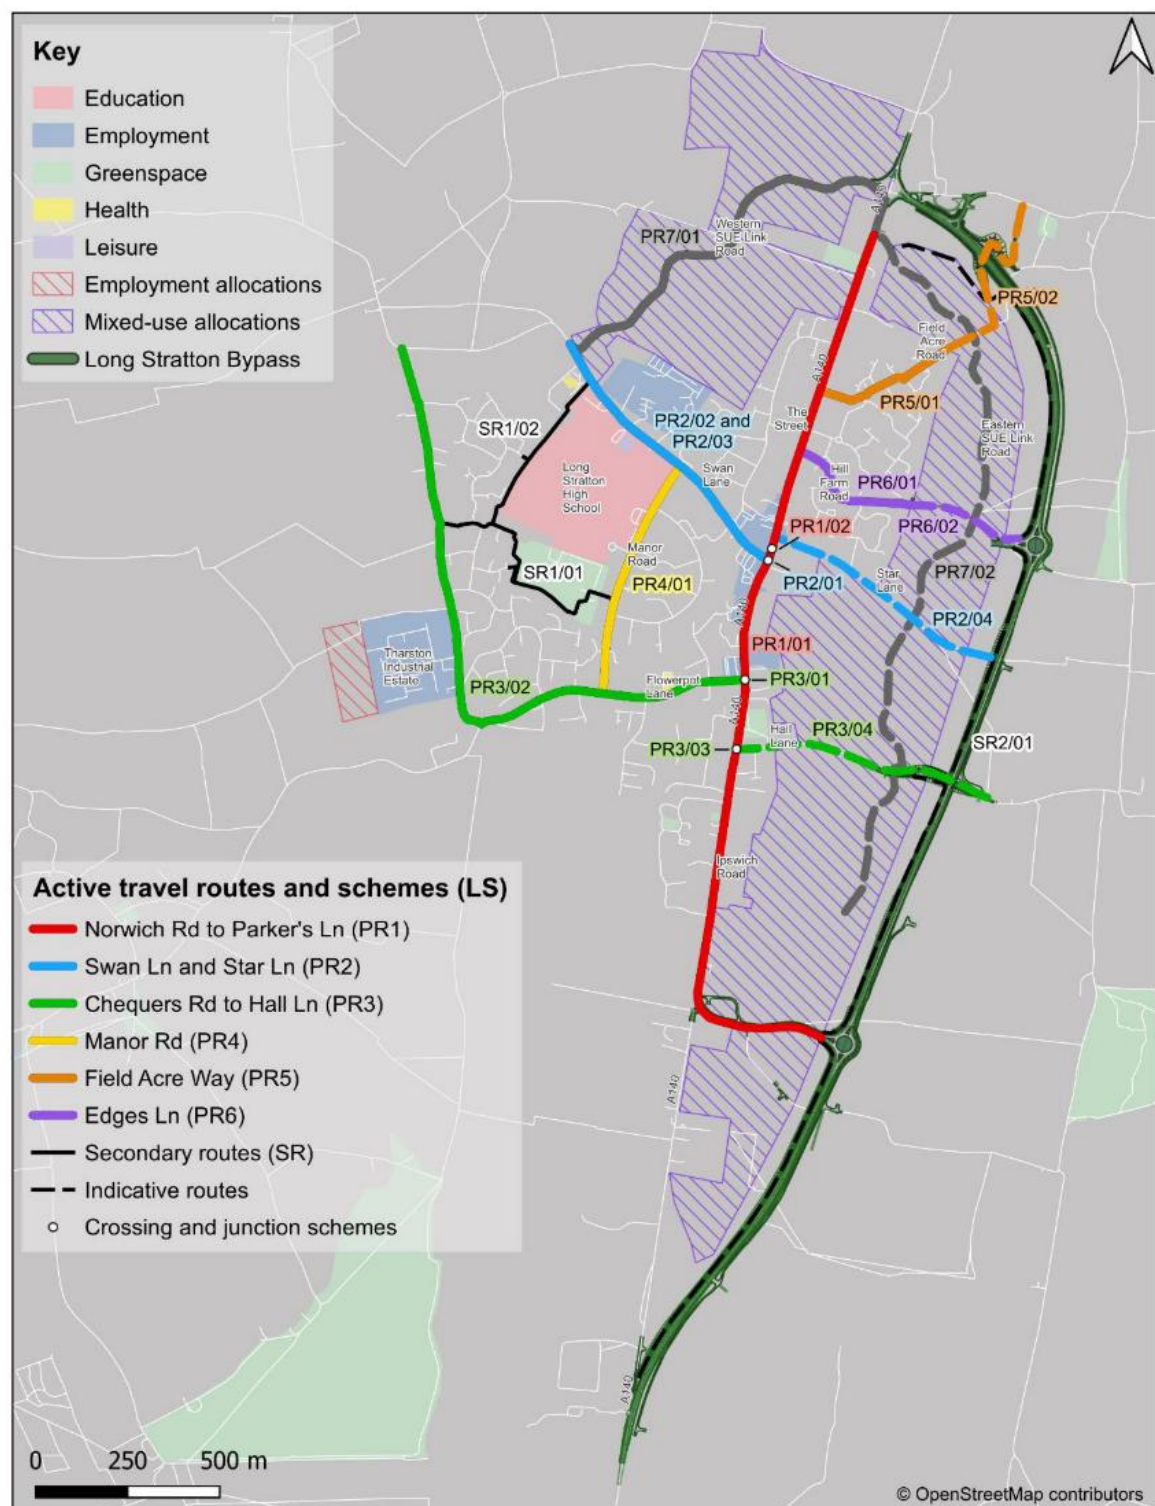 Key
Education
Employment
Greenspace
Health
Leisure
Employment allocations
Mixed-use allocations
Long Stratton Bypass
A140
PR7/01
Western
SUE Link
Road
PR5/02
Field
Acre
Road
A140
PR5/01
The
Street
SR1/02
PR2/02 and
PR2/03
Swan
Lane
Eastern
SUE Link
Road
Long
Stratton
High
School
Hill
Farm
Road
PR6/01
PR6/02
PR1/02
Manor
Road
SR1/01
PR4/01
PR2/01
Star
Lane
PR7/02
A140
PR2/04
PR1/01
Tharston
Industrial
Estate
PR3/02
Flowerpot
Lane
PR3/01
A140
Hall
Lane
PR3/04
PR3/03
SR2/01
Ipswich
Road
A140
A140
Active travel routes and schemes (LS)
Norwich Rd to Parker's Ln (PR1)
Swan Ln and Star Ln (PR2)
Chequers Rd to Hall Ln (PR3)
Manor Rd (PR4)
Field Acre Way (PR5)
Edges Ln (PR6)
Secondary routes (SR)
Indicative routes
Crossing and junction schemes
0 250 500 m
© OpenStreetMap contributors